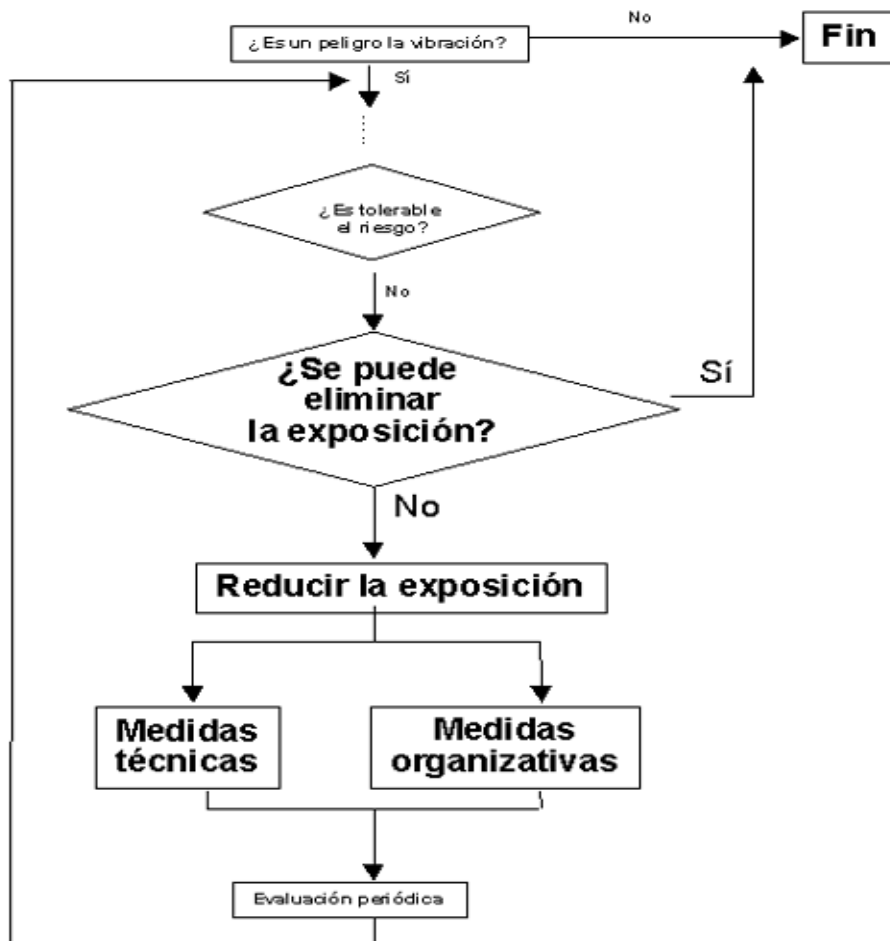 No
¿Es un peligro la vibración?
Fin
Sí
¿Es tolerable
el riesgo?
No
¿Se puede
eliminar
la exposición?
Sí
No
Reducir la exposición
Medidas
técnicas
Medidas
organizativas
Evaluación periódica